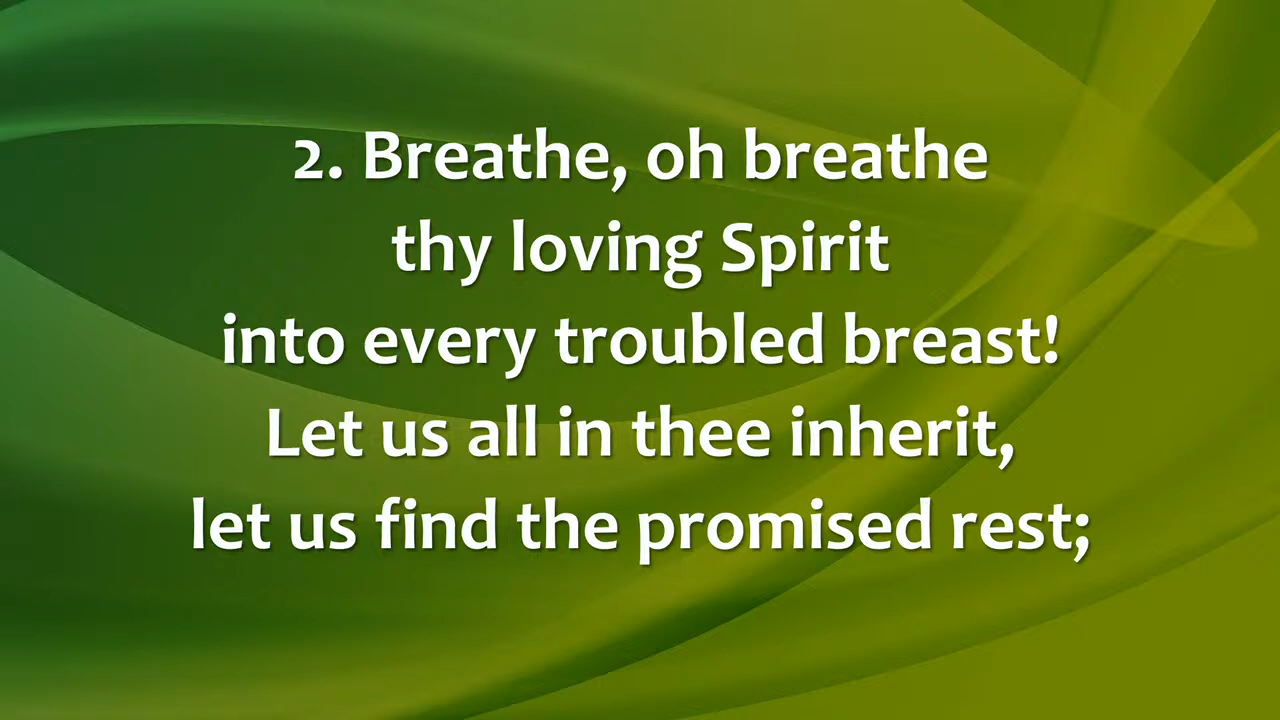 2. Breathe, oh breathe
thy loving Spirit
into every troubled breast!
Let us all in thee inherit,
let us find the promised rest;